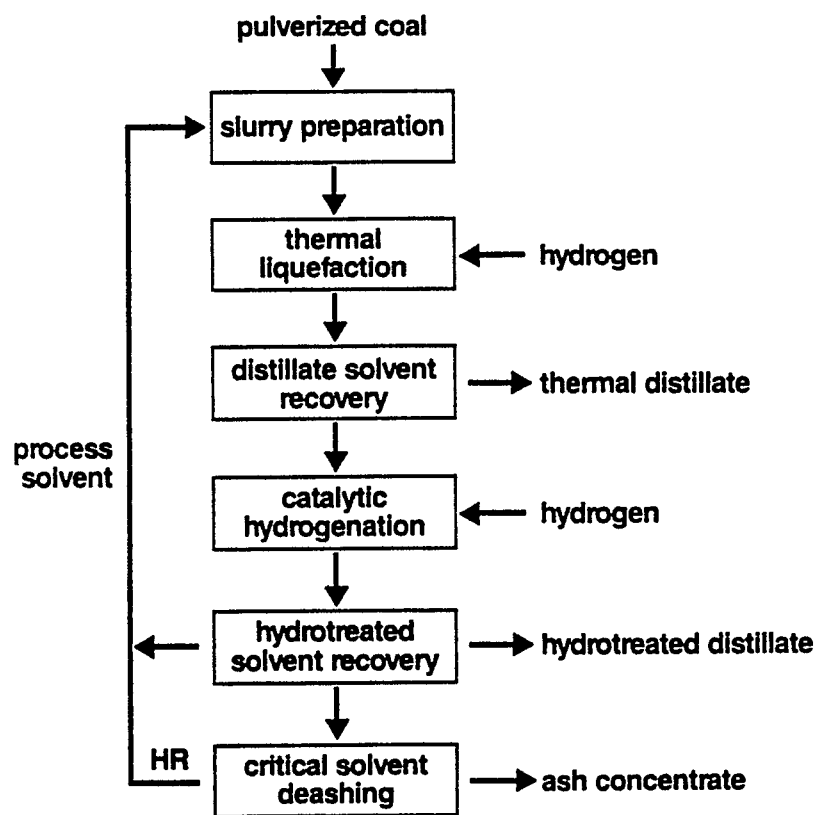 pulverized coal
slurry preparation
thermal
liquefaction
hydrogen
distillate solvent
recovery
thermal distillate
process
solvent
catalytic
hydrogenation
hydrogen
hydrotreated
solvent recovery
hydrotreated distillate
HR
critical solvent
deashing
ash concentrate